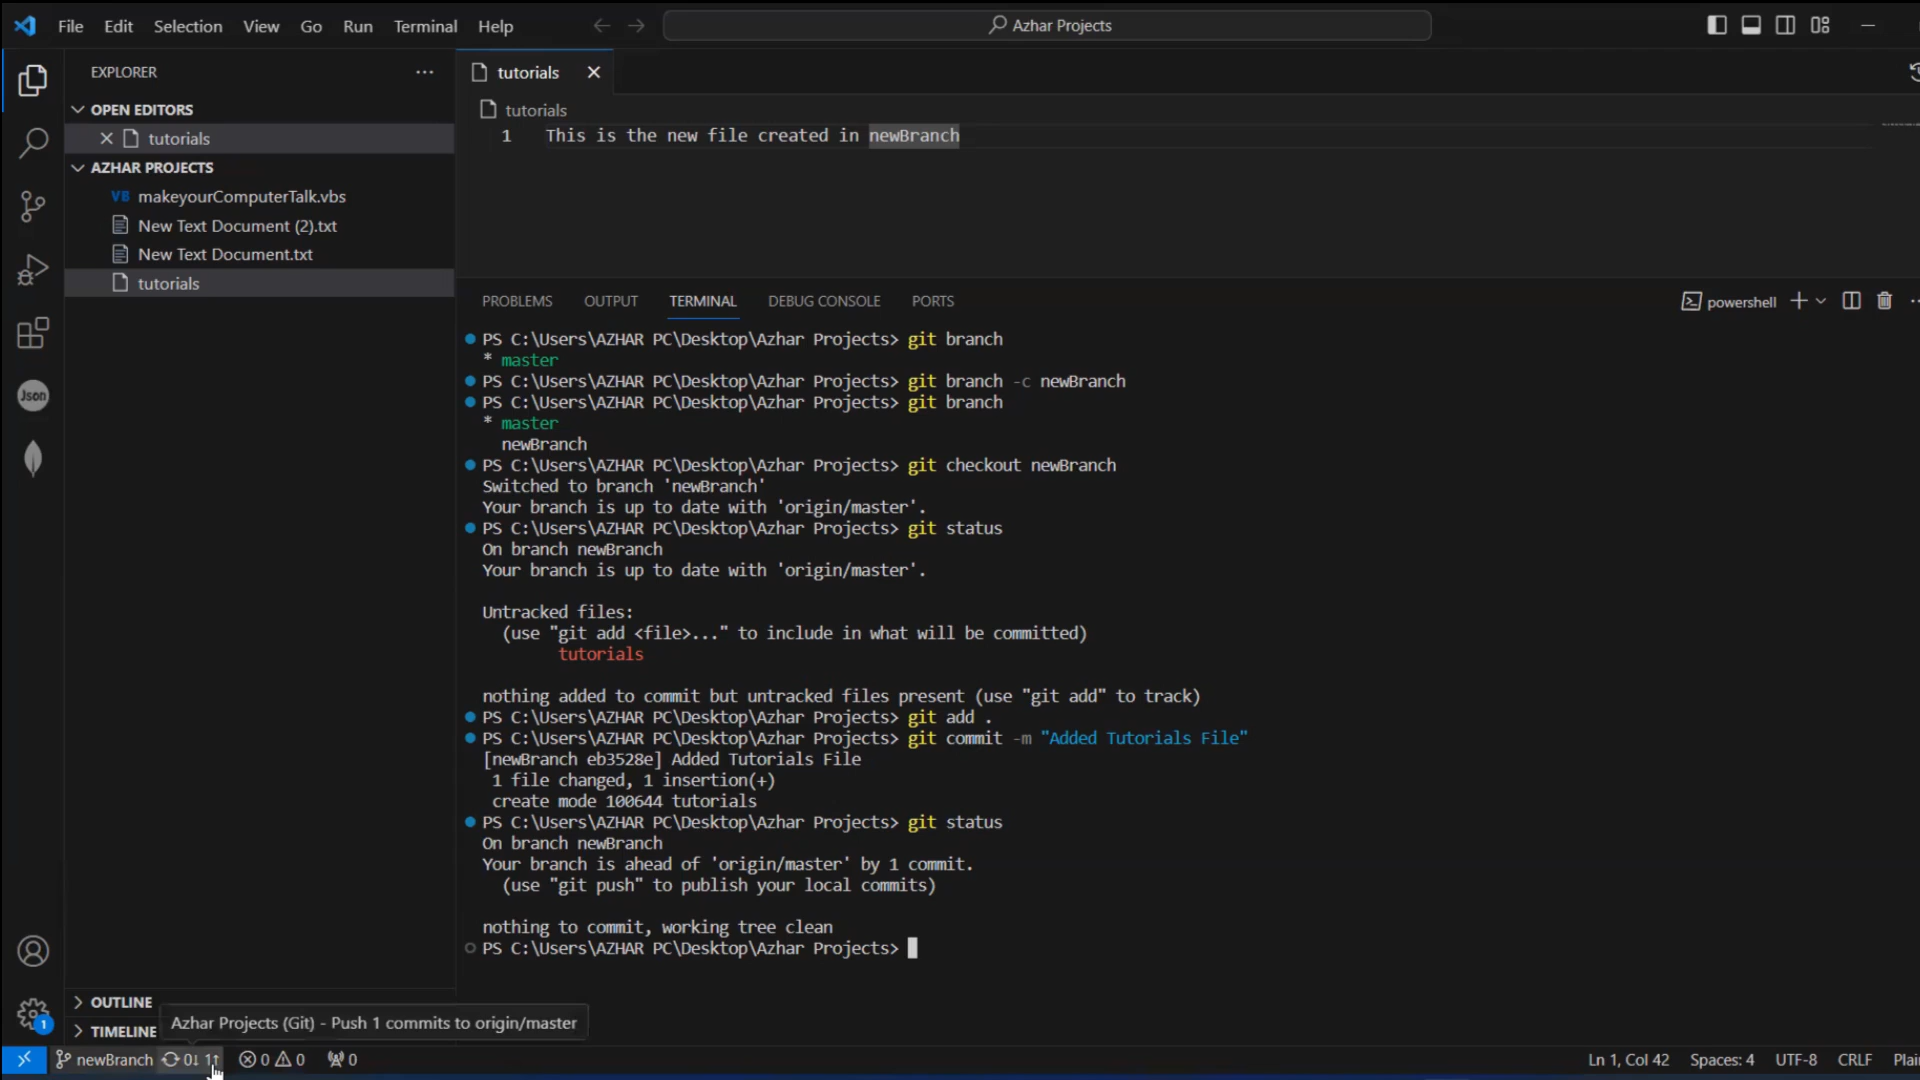 File Edit Selection View Go Run Terminal Help Azhar Projects
EXPLORER
OPEN EDITORS
tutorials
AZHAR PROJECTS
VB makeyourComputerTalk.vbs
New Text Document (2).txt
New Text Document.txt
tutorials
Json
tutorials
tutorials
1 This is the new file created in newBranch
PROBLEMS OUTPUT TERMINAL DEBUG CONSOLE PORTS powershell
PS C:\Users\AZHAR PC\Desktop\Azhar Projects> git branch
* master
PS C:\Users\AZHAR PC\Desktop\Azhar Projects> git branch -c newBranch
PS C:\Users\AZHAR PC\Desktop\Azhar Projects> git branch
* master
newBranch
PS C:\Users\AZHAR PC\Desktop\Azhar Projects> git checkout newBranch
Switched to branch 'newBranch'
Your branch is up to date with 'origin/master'.
PS C:\Users\AZHAR PC\Desktop\Azhar Projects> git status
On branch newBranch
Your branch is up to date with 'origin/master'.
Untracked files:
(use "git add <file>..." to include in what will be committed)
tutorials
nothing added to commit but untracked files present (use "git add" to track)
PS C:\Users\AZHAR PC\Desktop\Azhar Projects> git add .
PS C:\Users\AZHAR PC\Desktop\Azhar Projects> git commit -m "Added Tutorials File"
[newBranch eb3528e] Added Tutorials File
1 file changed, 1 insertion(+)
create mode 100644 tutorials
PS C:\Users\AZHAR PC\Desktop\Azhar Projects> git status
On branch newBranch
Your branch is ahead of 'origin/master' by 1 commit.
(use "git push" to publish your local commits)
nothing to commit, working tree clean
PS C:\Users\AZHAR PC\Desktop\Azhar Projects>
OUTLINE
TIMELINE
Azhar Projects (Git) - Push 1 commits to origin/master
1
newBranch 0↓ 1↑ 0 0 0 Ln 1, Col 42 Spaces: 4 UTF-8 CRLF Plai